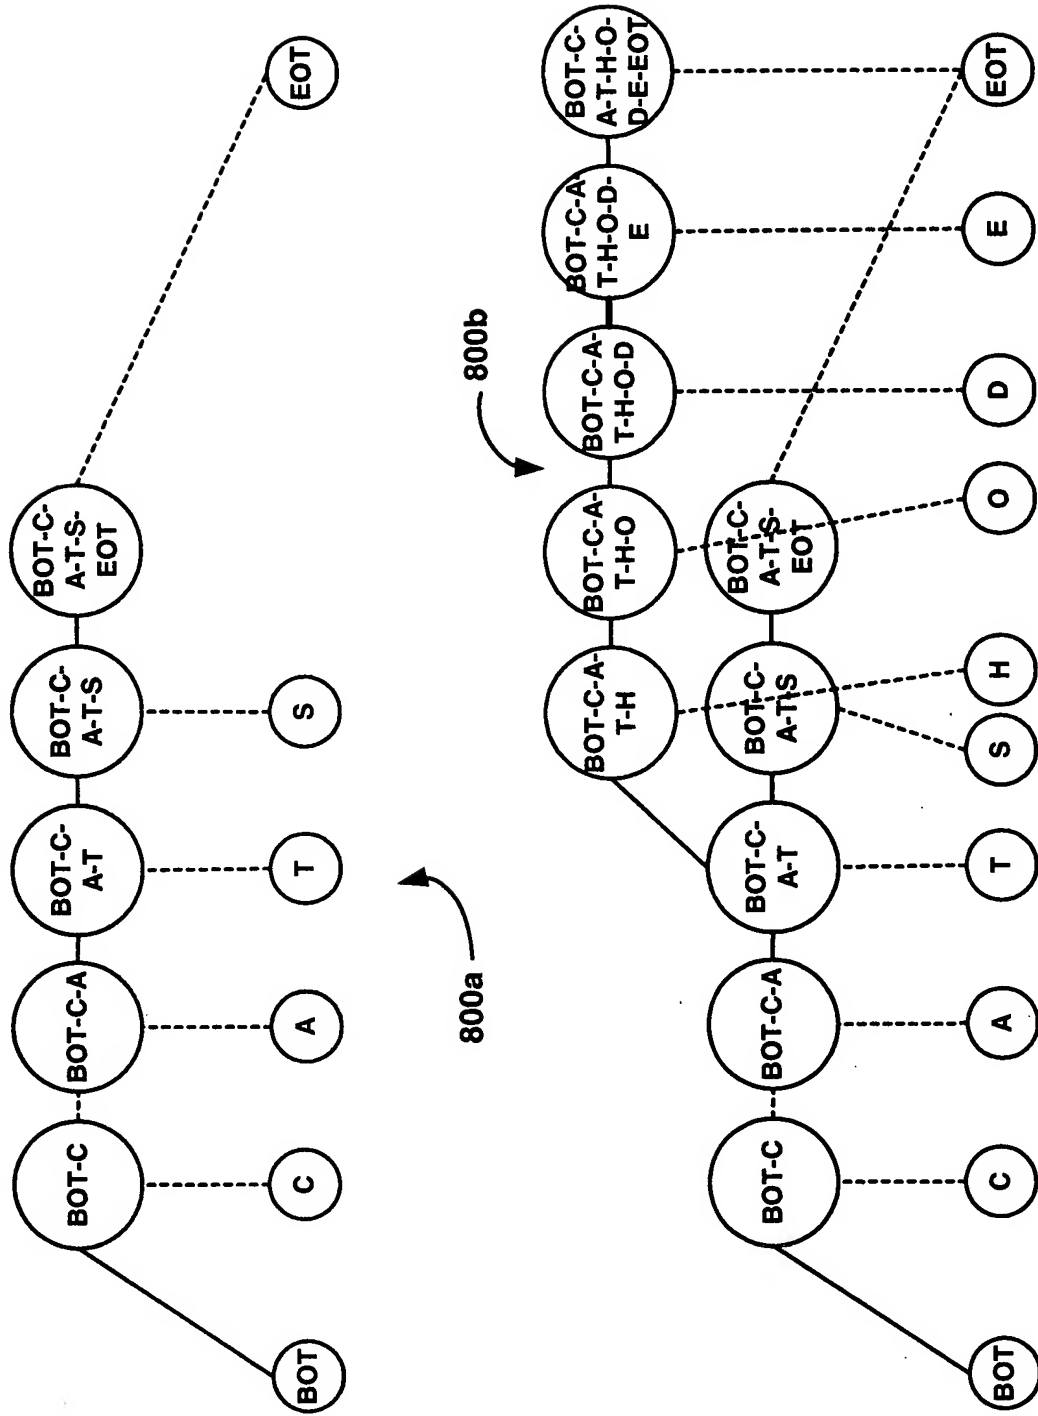 BOT-C
BOT-C-A
BOT-C-
A-T
BOT-C-
A-T-S
BOT-C-
A-T-S-
EOT
BOT
C
A
T
S
EOT
800a
800b
BOT-C-A-
T-H
BOT-C-A-
T-H-O
BOT-C-A-
T-H-O-D
BOT-C-A-
T-H-O-D-
E
BOT-C-
A-T-H-O-
D-E-EOT
BOT-C
BOT-C-A
BOT-C-
A-T
BOT-C-
A-T-S
BOT-C-
A-T-S-
EOT
BOT
C
A
T
S
H
O
D
E
EOT